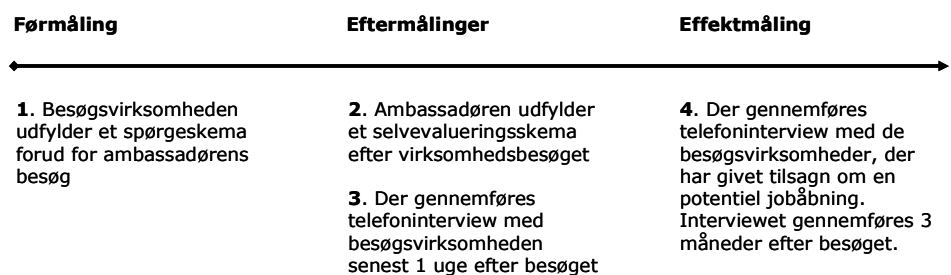 Førmåling
Eftermålinger
Effektmåling
1. Besøgsvirksomheden
udfylder et spørgeskema
forud for ambassadørens
besøg
2. Ambassadøren udfylder
et selvevalueringsskema
efter virksomhedsbesøget
3. Der gennemføres
telefoninterview med
besøgsvirksomheden
senest 1 uge efter besøget
4. Der gennemføres
telefoninterview med de
besøgsvirksomheder, der
har givet tilsagn om en
potentiel jobåbning.
Interviewet gennemføres 3
måneder efter besøget.